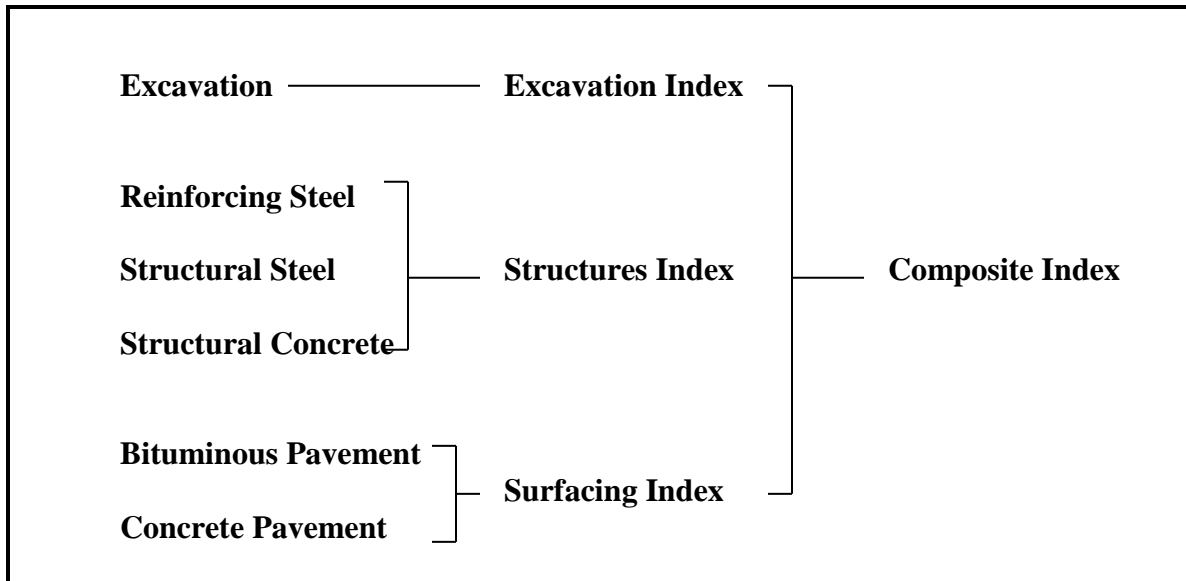 Excavation
Excavation Index
Reinforcing Steel
Structural Steel
Structures Index
Composite Index
Structural Concrete
Bituminous Pavement
Surfacing Index
Concrete Pavement